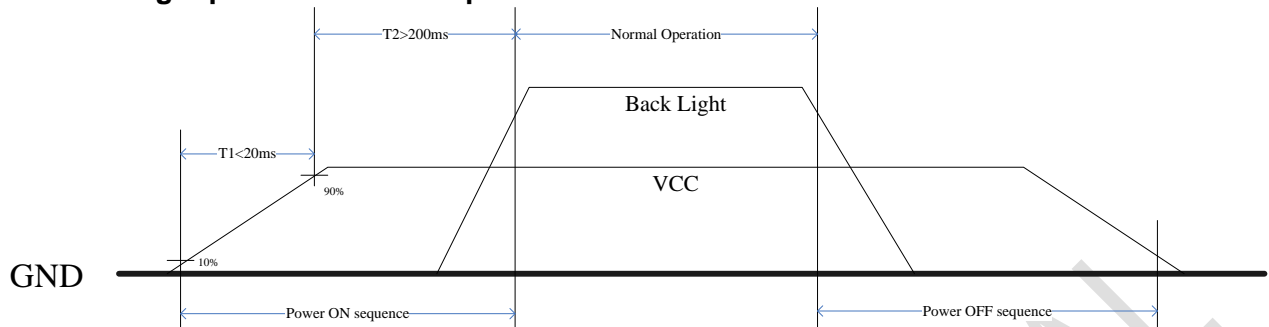 T2>200ms
Normal Operation
Back Light
T1<20ms
90%
VCC
10%
GND
Power ON sequence
Power OFF sequence